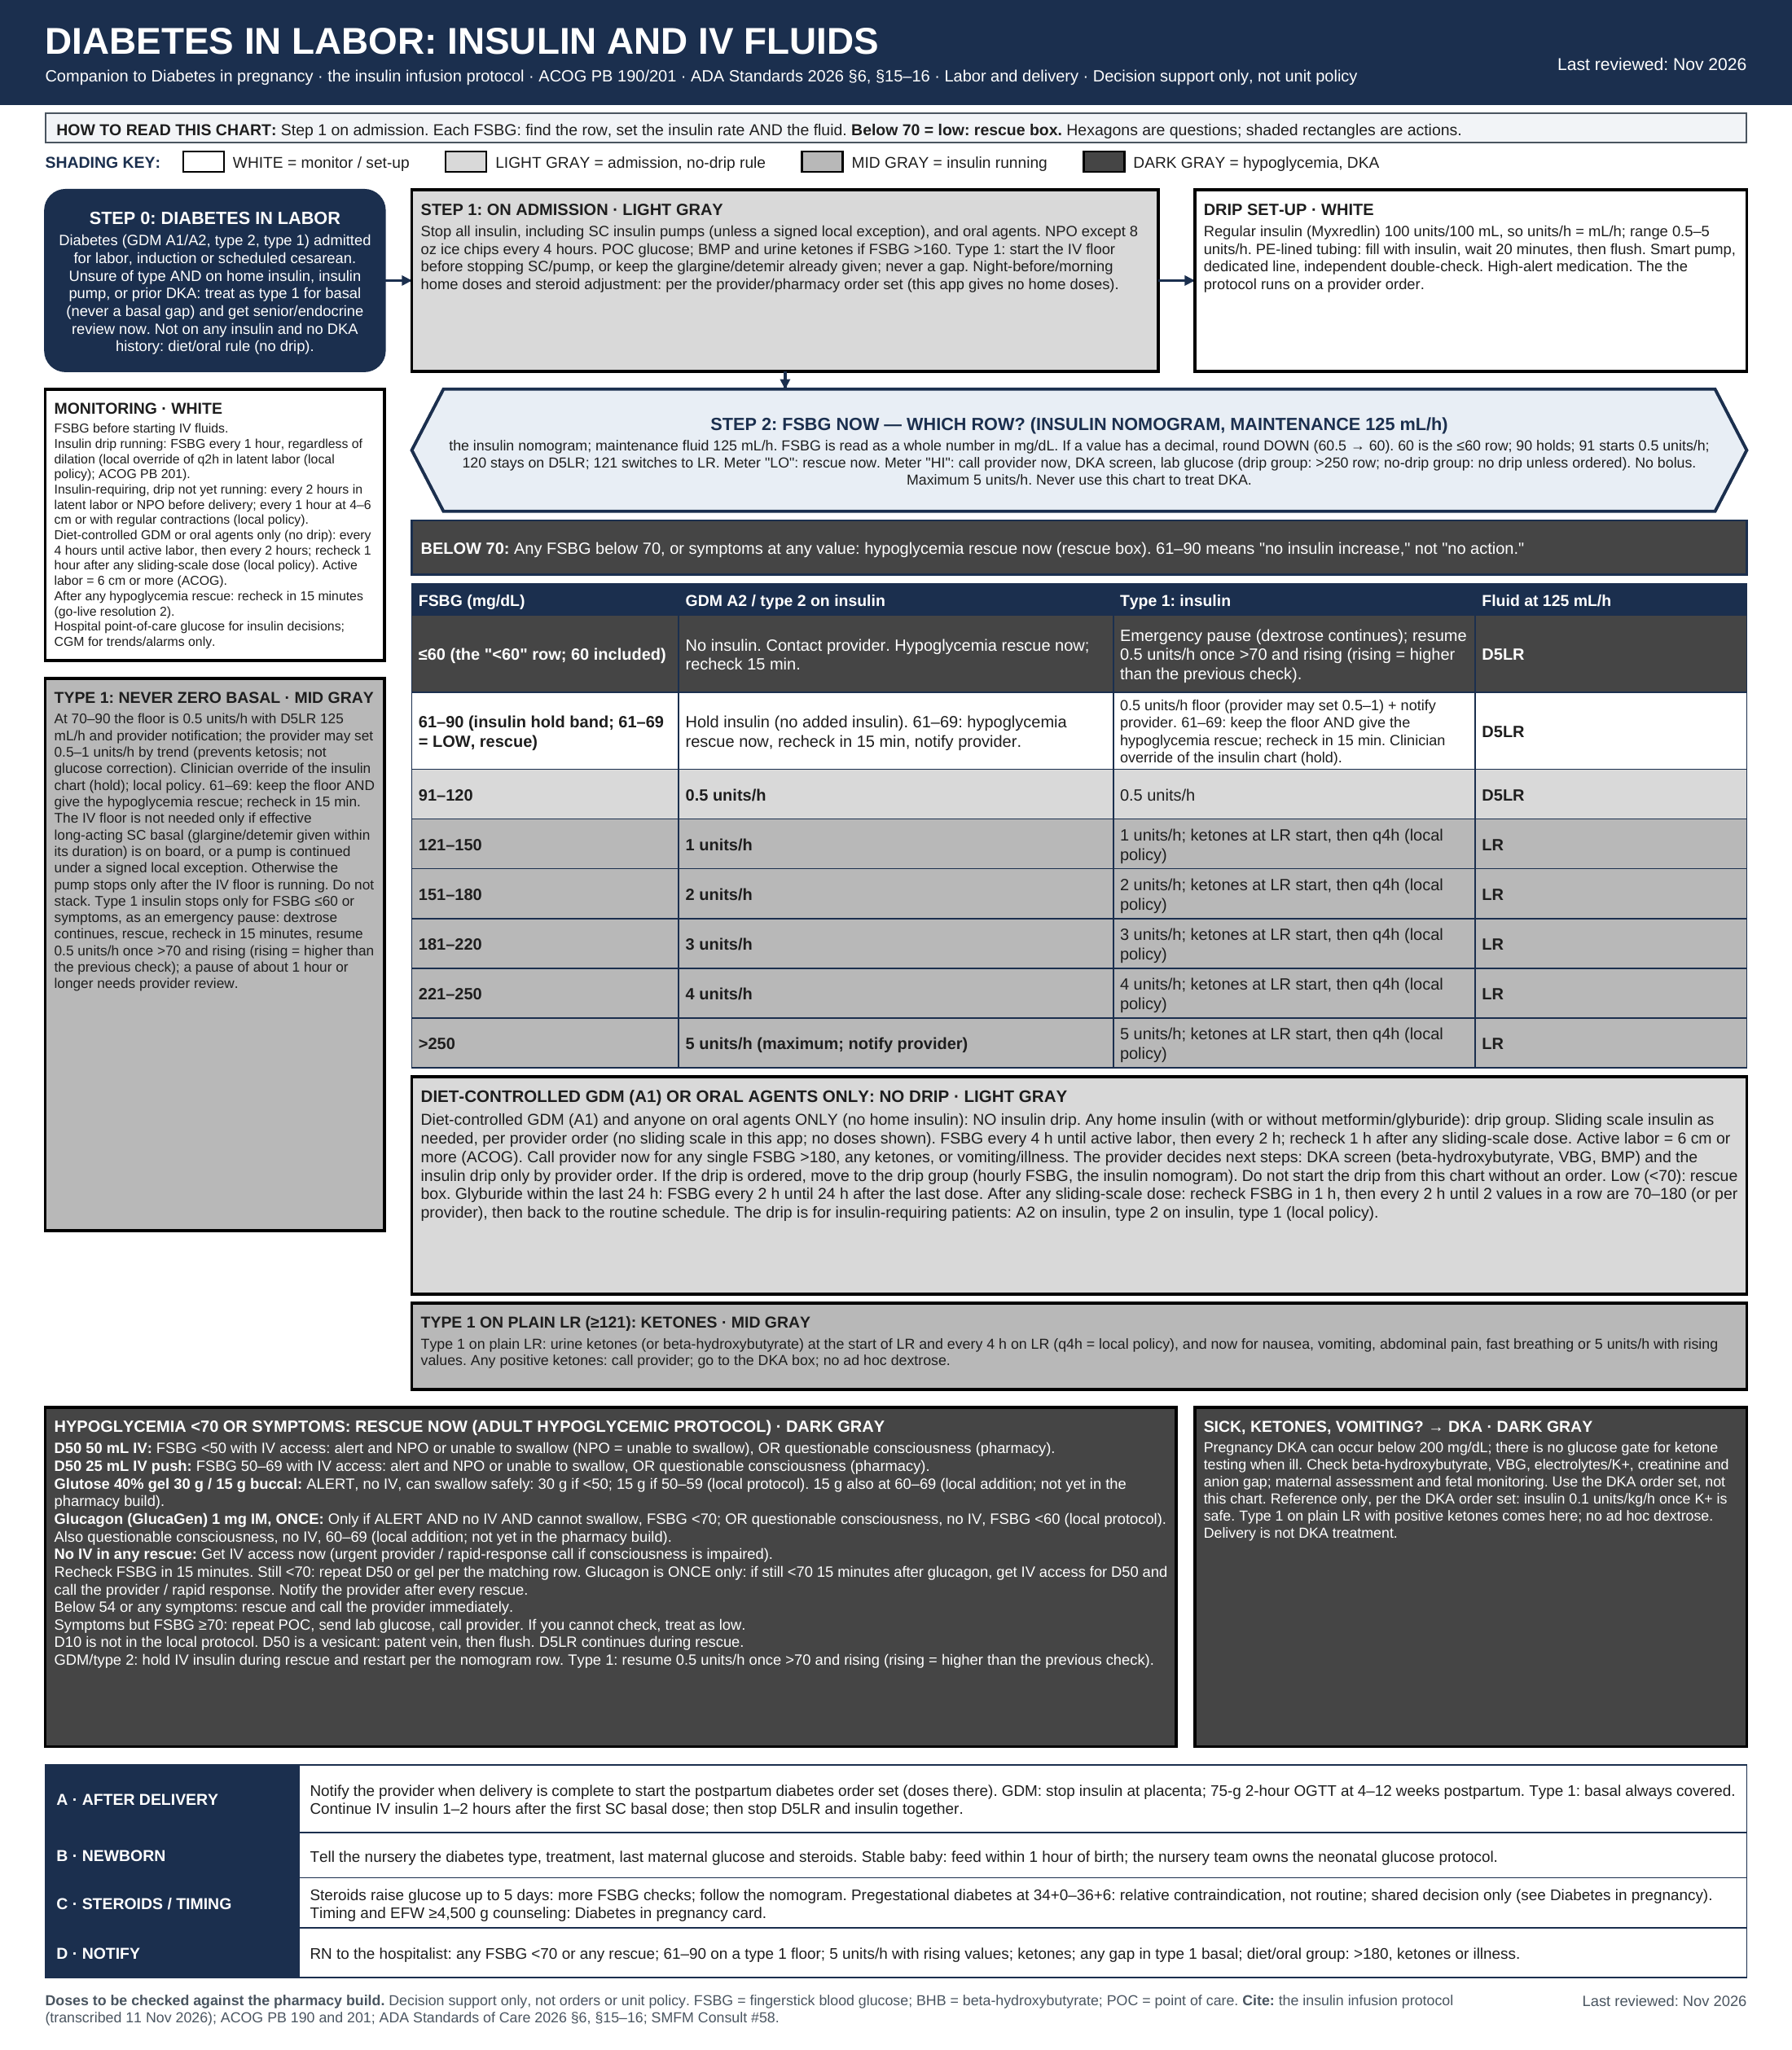 DIABETES IN LABOR: INSULIN AND IV FLUIDS
Companion to Diabetes in pregnancy · the insulin infusion protocol · ACOG PB 190/201 · ADA Standards 2026 §6, §15–16 · Labor and delivery · Decision support only, not unit policy
Last reviewed: Nov 2026
HOW TO READ THIS CHART: Step 1 on admission. Each FSBG: find the row, set the insulin rate AND the fluid. Below 70 = low: rescue box. Hexagons are questions; shaded rectangles are actions.
SHADING KEY:
WHITE = monitor / set-up
LIGHT GRAY = admission, no-drip rule
MID GRAY = insulin running
DARK GRAY = hypoglycemia, DKA
STEP 0: DIABETES IN LABOR
Diabetes (GDM A1/A2, type 2, type 1) admitted
for labor, induction or scheduled cesarean.
Unsure of type AND on home insulin, insulin
pump, or prior DKA: treat as type 1 for basal
(never a basal gap) and get senior/endocrine
review now. Not on any insulin and no DKA
history: diet/oral rule (no drip).
STEP 1: ON ADMISSION · LIGHT GRAY
Stop all insulin, including SC insulin pumps (unless a signed local exception), and oral agents. NPO except 8
oz ice chips every 4 hours. POC glucose; BMP and urine ketones if FSBG >160. Type 1: start the IV floor
before stopping SC/pump, or keep the glargine/detemir already given; never a gap. Night-before/morning
home doses and steroid adjustment: per the provider/pharmacy order set (this app gives no home doses).
DRIP SET-UP · WHITE
Regular insulin (Myxredlin) 100 units/100 mL, so units/h = mL/h; range 0.5–5
units/h. PE-lined tubing: fill with insulin, wait 20 minutes, then flush. Smart pump,
dedicated line, independent double-check. High-alert medication. The the
protocol runs on a provider order.
MONITORING · WHITE
FSBG before starting IV fluids.
Insulin drip running: FSBG every 1 hour, regardless of
dilation (local override of q2h in latent labor (local
policy); ACOG PB 201).
Insulin-requiring, drip not yet running: every 2 hours in
latent labor or NPO before delivery; every 1 hour at 4–6
cm or with regular contractions (local policy).
Diet-controlled GDM or oral agents only (no drip): every
4 hours until active labor, then every 2 hours; recheck 1
hour after any sliding-scale dose (local policy). Active
labor = 6 cm or more (ACOG).
After any hypoglycemia rescue: recheck in 15 minutes
(go-live resolution 2).
Hospital point-of-care glucose for insulin decisions;
CGM for trends/alarms only.
STEP 2: FSBG NOW — WHICH ROW? (INSULIN NOMOGRAM, MAINTENANCE 125 mL/h)
the insulin nomogram; maintenance fluid 125 mL/h. FSBG is read as a whole number in mg/dL. If a value has a decimal, round DOWN (60.5 → 60). 60 is the ≤60 row; 90 holds; 91 starts 0.5 units/h;
120 stays on D5LR; 121 switches to LR. Meter "LO": rescue now. Meter "HI": call provider now, DKA screen, lab glucose (drip group: >250 row; no-drip group: no drip unless ordered). No bolus.
Maximum 5 units/h. Never use this chart to treat DKA.
BELOW 70: Any FSBG below 70, or symptoms at any value: hypoglycemia rescue now (rescue box). 61–90 means "no insulin increase," not "no action."
TYPE 1: NEVER ZERO BASAL · MID GRAY
At 70–90 the floor is 0.5 units/h with D5LR 125
mL/h and provider notification; the provider may set
0.5–1 units/h by trend (prevents ketosis; not
glucose correction). Clinician override of the insulin
chart (hold); local policy. 61–69: keep the floor AND
give the hypoglycemia rescue; recheck in 15 min.
The IV floor is not needed only if effective
long-acting SC basal (glargine/detemir given within
its duration) is on board, or a pump is continued
under a signed local exception. Otherwise the
pump stops only after the IV floor is running. Do not
stack. Type 1 insulin stops only for FSBG ≤60 or
symptoms, as an emergency pause: dextrose
continues, rescue, recheck in 15 minutes, resume
0.5 units/h once >70 and rising (rising = higher than
the previous check); a pause of about 1 hour or
longer needs provider review.
FSBG (mg/dL)
GDM A2 / type 2 on insulin
Type 1: insulin
Fluid at 125 mL/h
≤60 (the "<60" row; 60 included)
No insulin. Contact provider. Hypoglycemia rescue now;
recheck 15 min.
Emergency pause (dextrose continues); resume
0.5 units/h once >70 and rising (rising = higher
than the previous check).
D5LR
61–90 (insulin hold band; 61–69
= LOW, rescue)
Hold insulin (no added insulin). 61–69: hypoglycemia
rescue now, recheck in 15 min, notify provider.
0.5 units/h floor (provider may set 0.5–1) + notify
provider. 61–69: keep the floor AND give the
hypoglycemia rescue; recheck in 15 min. Clinician
override of the insulin chart (hold).
D5LR
91–120
0.5 units/h
0.5 units/h
D5LR
121–150
1 units/h
1 units/h; ketones at LR start, then q4h (local
policy)
LR
151–180
2 units/h
2 units/h; ketones at LR start, then q4h (local
policy)
LR
181–220
3 units/h
3 units/h; ketones at LR start, then q4h (local
policy)
LR
221–250
4 units/h
4 units/h; ketones at LR start, then q4h (local
policy)
LR
>250
5 units/h (maximum; notify provider)
5 units/h; ketones at LR start, then q4h (local
policy)
LR
DIET-CONTROLLED GDM (A1) OR ORAL AGENTS ONLY: NO DRIP · LIGHT GRAY
Diet-controlled GDM (A1) and anyone on oral agents ONLY (no home insulin): NO insulin drip. Any home insulin (with or without metformin/glyburide): drip group. Sliding scale insulin as
needed, per provider order (no sliding scale in this app; no doses shown). FSBG every 4 h until active labor, then every 2 h; recheck 1 h after any sliding-scale dose. Active labor = 6 cm or
more (ACOG). Call provider now for any single FSBG >180, any ketones, or vomiting/illness. The provider decides next steps: DKA screen (beta-hydroxybutyrate, VBG, BMP) and the
insulin drip only by provider order. If the drip is ordered, move to the drip group (hourly FSBG, the insulin nomogram). Do not start the drip from this chart without an order. Low (<70): rescue
box. Glyburide within the last 24 h: FSBG every 2 h until 24 h after the last dose. After any sliding-scale dose: recheck FSBG in 1 h, then every 2 h until 2 values in a row are 70–180 (or per
provider), then back to the routine schedule. The drip is for insulin-requiring patients: A2 on insulin, type 2 on insulin, type 1 (local policy).
TYPE 1 ON PLAIN LR (≥121): KETONES · MID GRAY
Type 1 on plain LR: urine ketones (or beta-hydroxybutyrate) at the start of LR and every 4 h on LR (q4h = local policy), and now for nausea, vomiting, abdominal pain, fast breathing or 5 units/h with rising
values. Any positive ketones: call provider; go to the DKA box; no ad hoc dextrose.
HYPOGLYCEMIA <70 OR SYMPTOMS: RESCUE NOW (ADULT HYPOGLYCEMIC PROTOCOL) · DARK GRAY
D50 50 mL IV: FSBG <50 with IV access: alert and NPO or unable to swallow (NPO = unable to swallow), OR questionable consciousness (pharmacy).
D50 25 mL IV push: FSBG 50–69 with IV access: alert and NPO or unable to swallow, OR questionable consciousness (pharmacy).
Glutose 40% gel 30 g / 15 g buccal: ALERT, no IV, can swallow safely: 30 g if <50; 15 g if 50–59 (local protocol). 15 g also at 60–69 (local addition; not yet in the
pharmacy build).
Glucagon (GlucaGen) 1 mg IM, ONCE: Only if ALERT AND no IV AND cannot swallow, FSBG <70; OR questionable consciousness, no IV, FSBG <60 (local protocol).
Also questionable consciousness, no IV, 60–69 (local addition; not yet in the pharmacy build).
No IV in any rescue: Get IV access now (urgent provider / rapid-response call if consciousness is impaired).
Recheck FSBG in 15 minutes. Still <70: repeat D50 or gel per the matching row. Glucagon is ONCE only: if still <70 15 minutes after glucagon, get IV access for D50 and
call the provider / rapid response. Notify the provider after every rescue.
Below 54 or any symptoms: rescue and call the provider immediately.
Symptoms but FSBG ≥70: repeat POC, send lab glucose, call provider. If you cannot check, treat as low.
D10 is not in the local protocol. D50 is a vesicant: patent vein, then flush. D5LR continues during rescue.
GDM/type 2: hold IV insulin during rescue and restart per the nomogram row. Type 1: resume 0.5 units/h once >70 and rising (rising = higher than the previous check).
SICK, KETONES, VOMITING? → DKA · DARK GRAY
Pregnancy DKA can occur below 200 mg/dL; there is no glucose gate for ketone
testing when ill. Check beta-hydroxybutyrate, VBG, electrolytes/K+, creatinine and
anion gap; maternal assessment and fetal monitoring. Use the DKA order set, not
this chart. Reference only, per the DKA order set: insulin 0.1 units/kg/h once K+ is
safe. Type 1 on plain LR with positive ketones comes here; no ad hoc dextrose.
Delivery is not DKA treatment.
A · AFTER DELIVERY
Notify the provider when delivery is complete to start the postpartum diabetes order set (doses there). GDM: stop insulin at placenta; 75-g 2-hour OGTT at 4–12 weeks postpartum. Type 1: basal always covered.
Continue IV insulin 1–2 hours after the first SC basal dose; then stop D5LR and insulin together.
B · NEWBORN
Tell the nursery the diabetes type, treatment, last maternal glucose and steroids. Stable baby: feed within 1 hour of birth; the nursery team owns the neonatal glucose protocol.
C · STEROIDS / TIMING
Steroids raise glucose up to 5 days: more FSBG checks; follow the nomogram. Pregestational diabetes at 34+0–36+6: relative contraindication, not routine; shared decision only (see Diabetes in pregnancy).
Timing and EFW ≥4,500 g counseling: Diabetes in pregnancy card.
D · NOTIFY
RN to the hospitalist: any FSBG <70 or any rescue; 61–90 on a type 1 floor; 5 units/h with rising values; ketones; any gap in type 1 basal; diet/oral group: >180, ketones or illness.
Doses to be checked against the pharmacy build. Decision support only, not orders or unit policy. FSBG = fingerstick blood glucose; BHB = beta-hydroxybutyrate; POC = point of care. Cite: the insulin infusion protocol
(transcribed 11 Nov 2026); ACOG PB 190 and 201; ADA Standards of Care 2026 §6, §15–16; SMFM Consult #58.
Last reviewed: Nov 2026